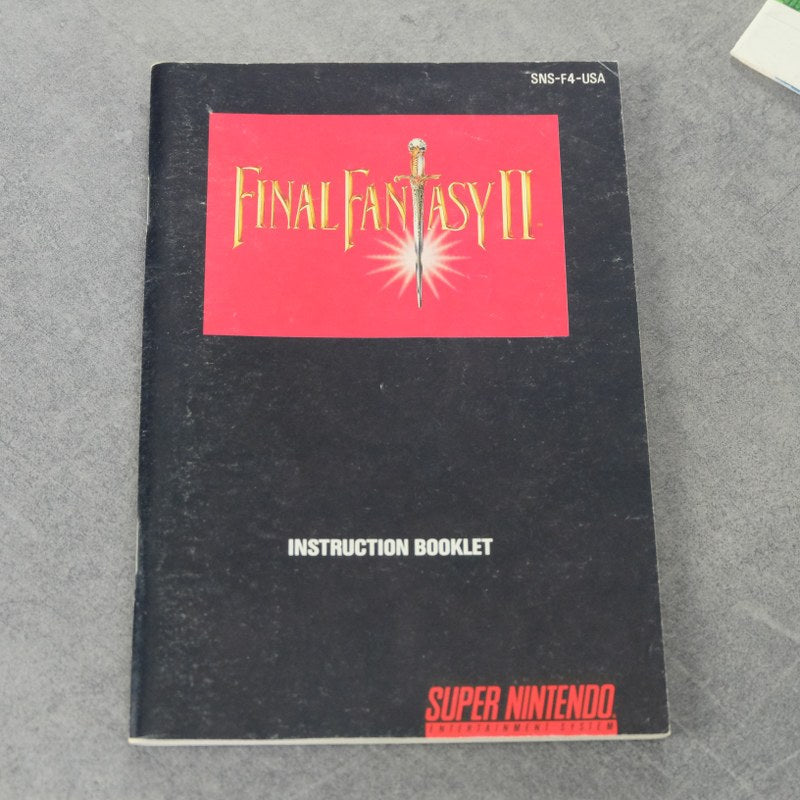 SNS-F4-USA
FINAL FANTASY II
INSTRUCTION BOOKLET
SUPER NINTENDO
ENTERTAINMENT SYSTEM